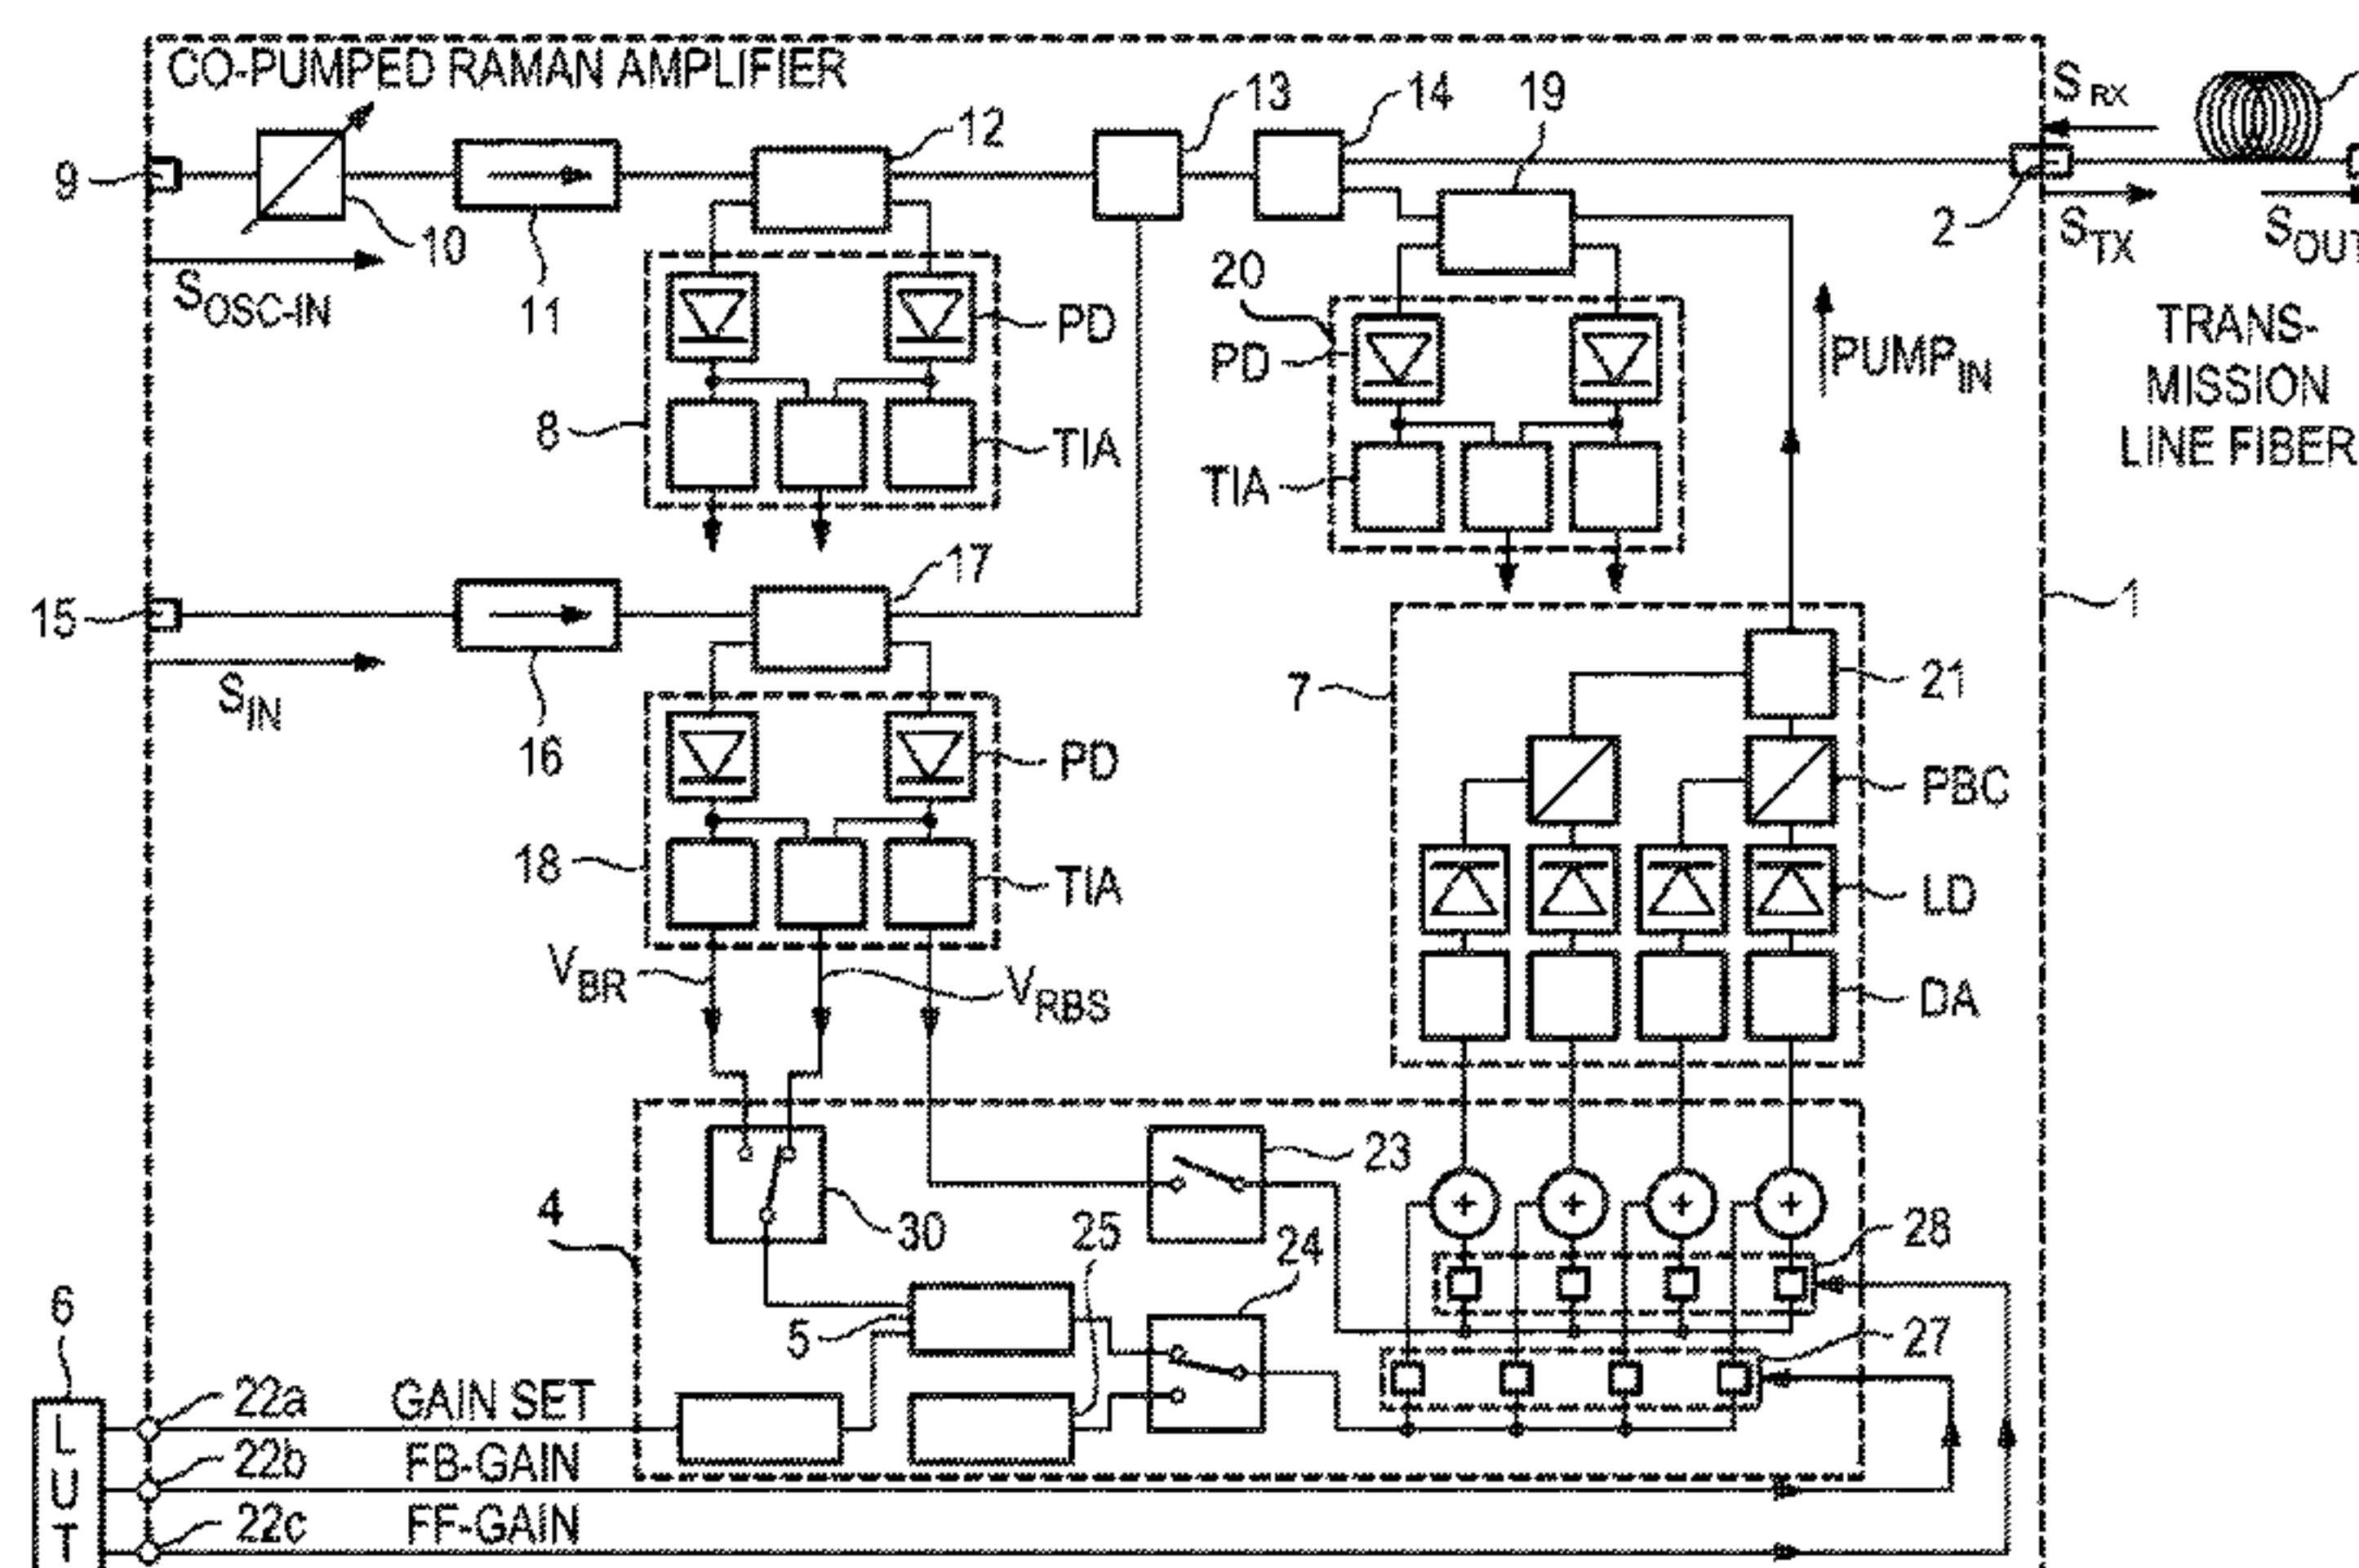 CO-PUMPED RAMAN AMPLIFIER
13
14
19
S RX
12
9
10
11
2
S TX
S OUT
S OSC-IN
20
PD
PD
PUMP IN
TRANS-
MISSION
LINE FIBER
8
TIA
TIA
17
15
1
S IN
16
7
21
PD
PBC
18
TIA
LD
V BR
V RBS
DA
23
+
+
+
+
4
30
25
24
28
6
5
27
22a
GAIN SET
L
U
T
22b
FB-GAIN
22c
FF-GAIN